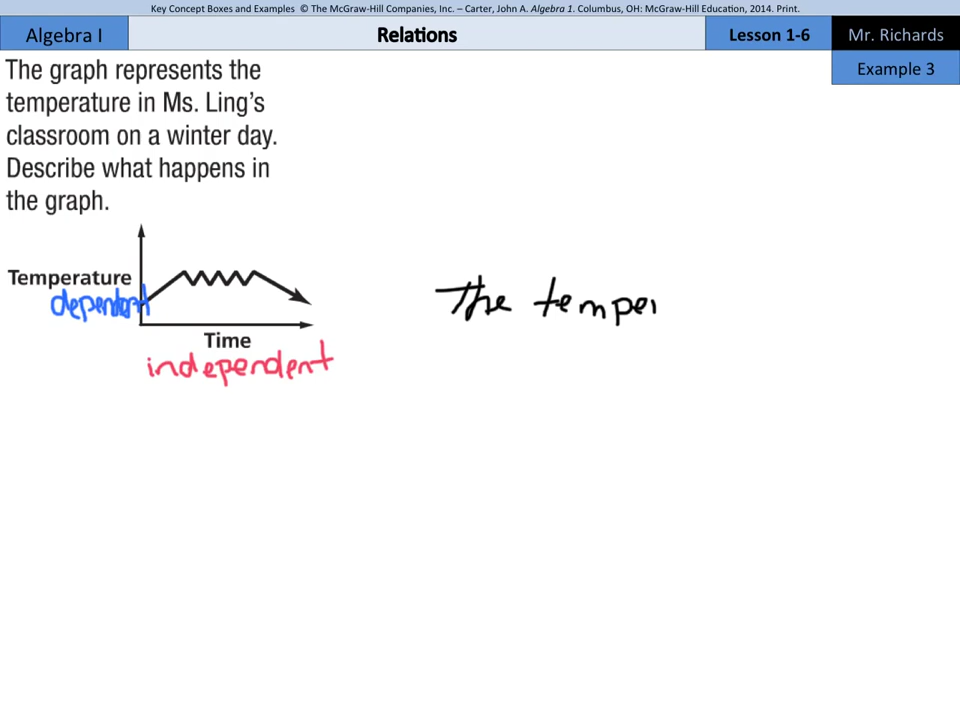 Key Concept Boxes and Examples © The McGraw-Hill Companies, Inc. – Carter, John A. Algebra 1. Columbus, OH: McGraw-Hill Education, 2014. Print.
Algebra I
Relations
Lesson 1-6
Mr. Richards
Example 3
The graph represents the
temperature in Ms. Ling's
classroom on a winter day.
Describe what happens in
the graph.
Temperature
dependent
Time
independent
The temper